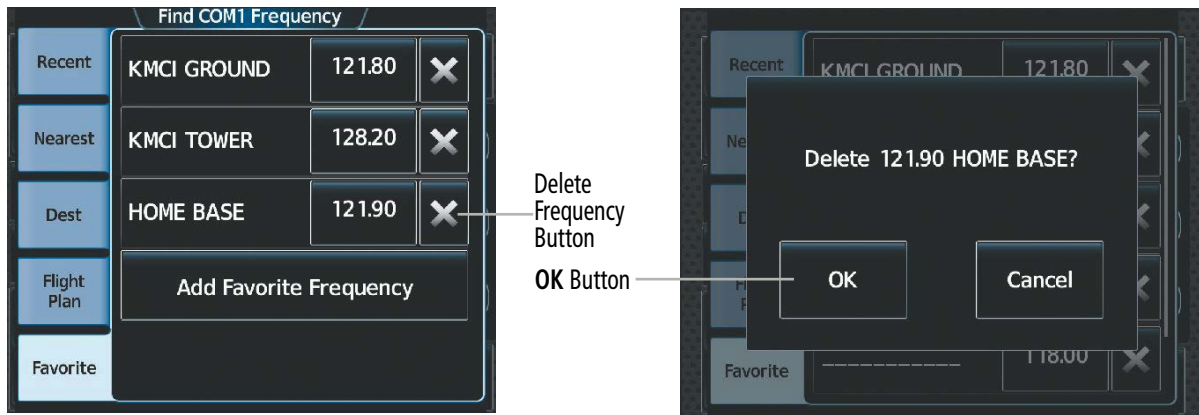 Find COM1 Frequency
Recent
KMCI GROUND 121.80
Nearest
KMCI TOWER 128.20
Dest
HOME BASE 121.90
Flight
Plan
Add Favorite Frequency
Favorite
Delete
Frequency
Button
OK Button
Recent
KMCI GROUND 121.80
Ne
Delete 121.90 HOME BASE?
D
OK Cancel
Favorite ___________ 118.00